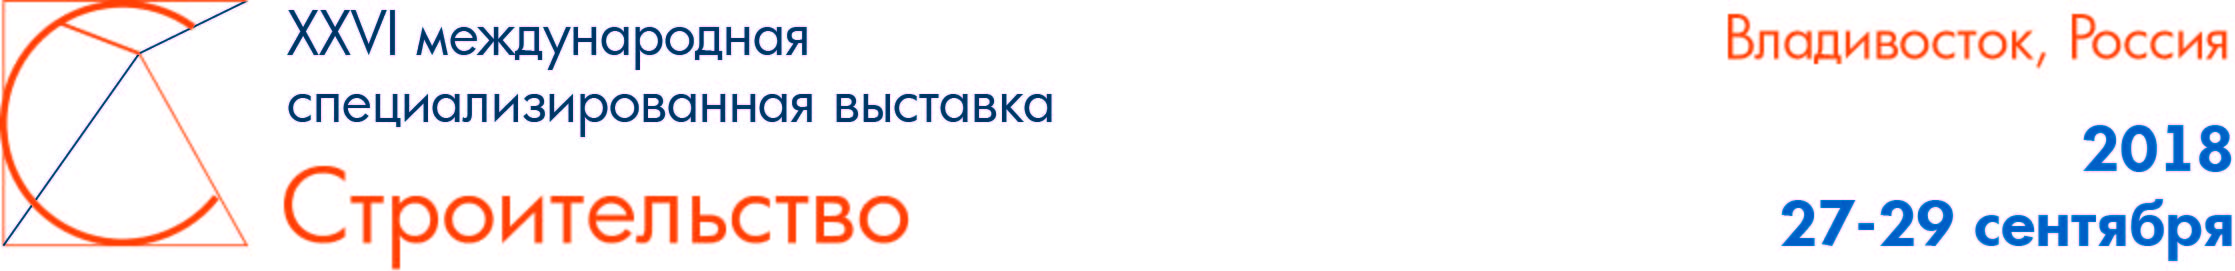 XXVI международная
специализированная выставка
Строительство
Владивосток, Россия
2018
27-29 сентября